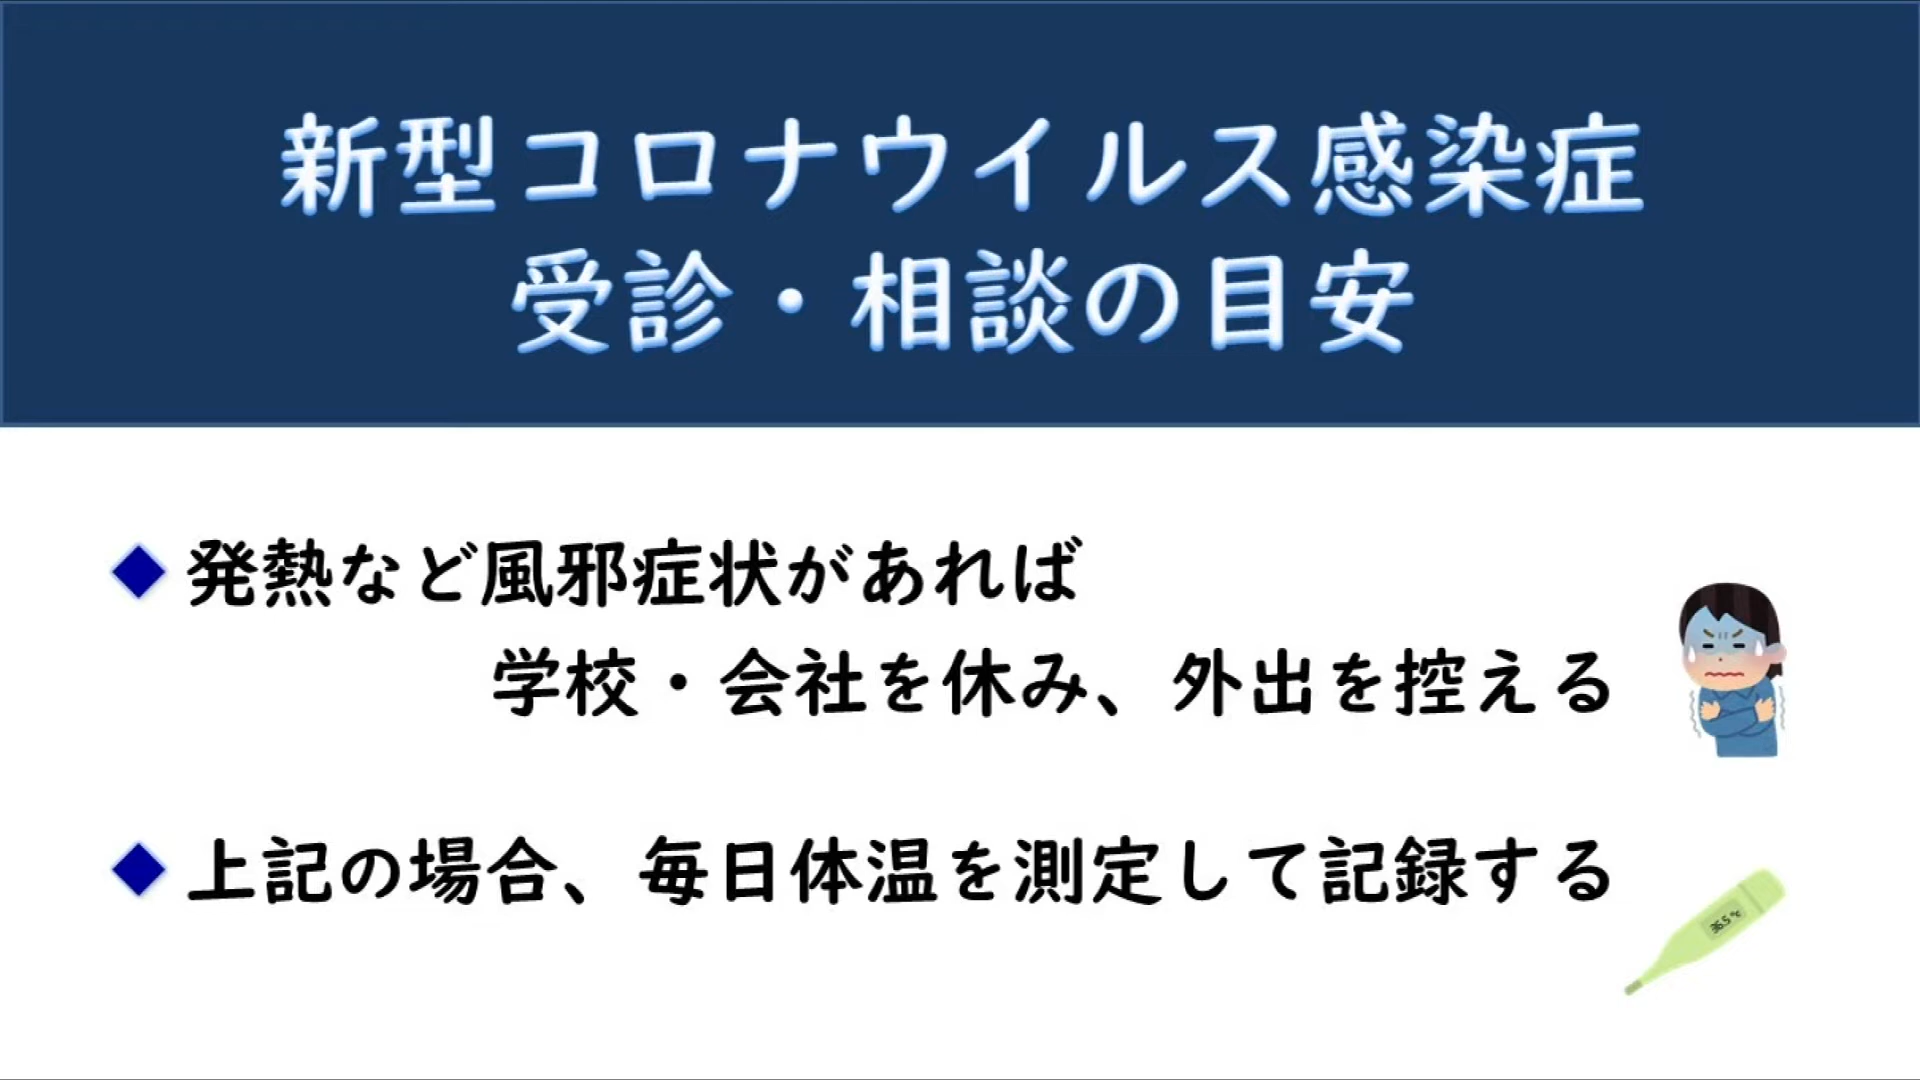 新型コロナウイルス感染症
受診・相談の目安
発熱など風邪症状があれば
学校・会社を休み、外出を控える
上記の場合、毎日体温を測定して記録する
36.5 ℃